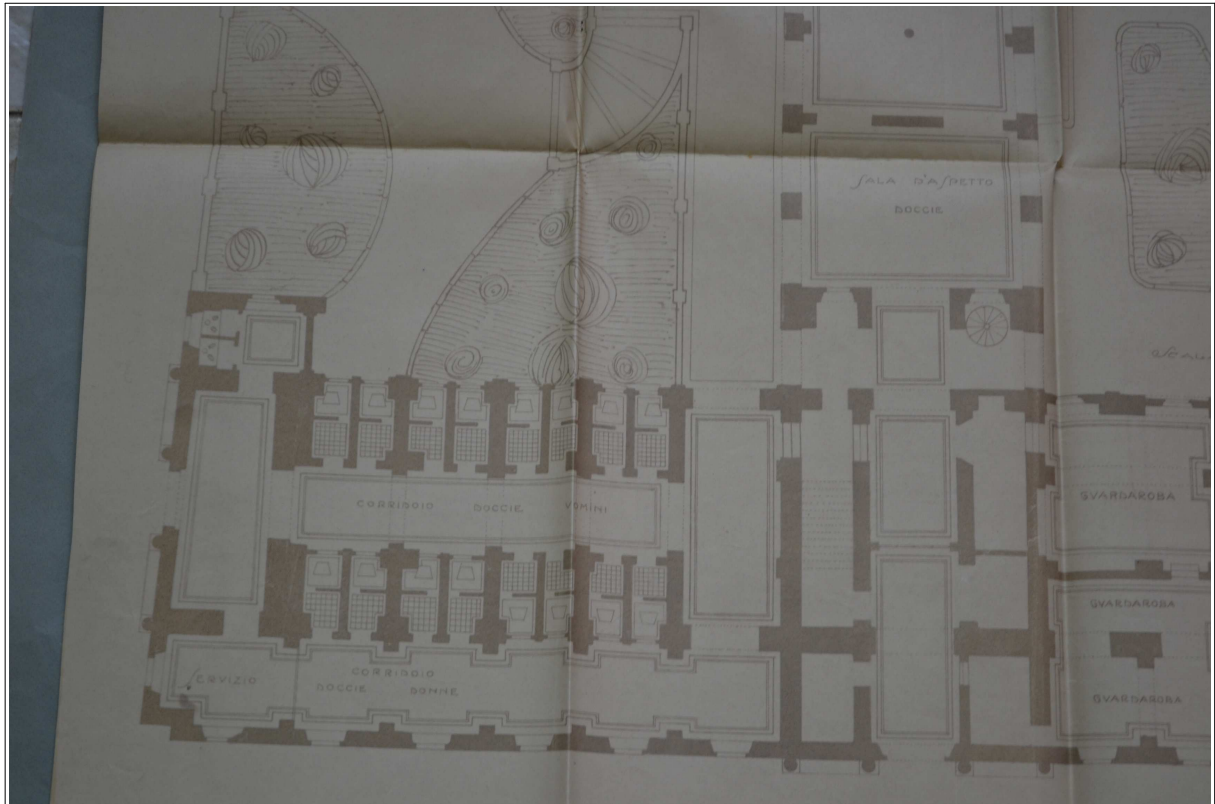 SALA D'ASPETTO
DOCCIE
CORRIDOIO DOCCIE UOMINI
GUARDAROBA
GUARDAROBA
SERVIZIO
CORRIDOIO
DOCCIE DONNE
GUARDAROBA